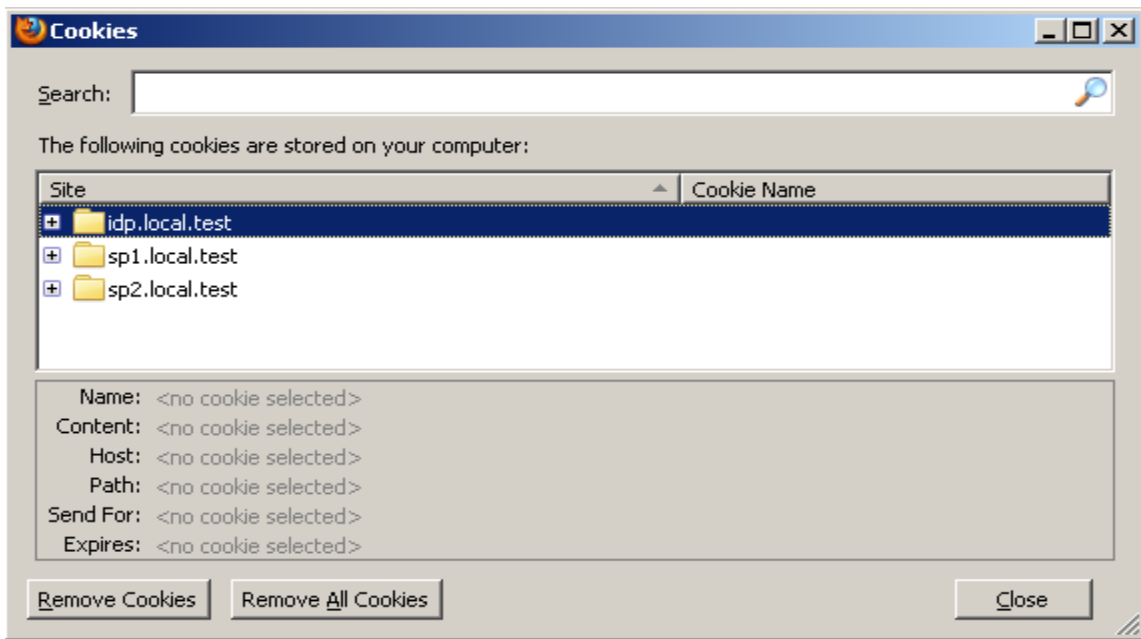 Cookies
Search:
The following cookies are stored on your computer:
Site Cookie Name
idp.local.test
sp1.local.test
sp2.local.test
Name: <no cookie selected>
Content: <no cookie selected>
Host: <no cookie selected>
Path: <no cookie selected>
Send For: <no cookie selected>
Expires: <no cookie selected>
Remove Cookies Remove All Cookies Close